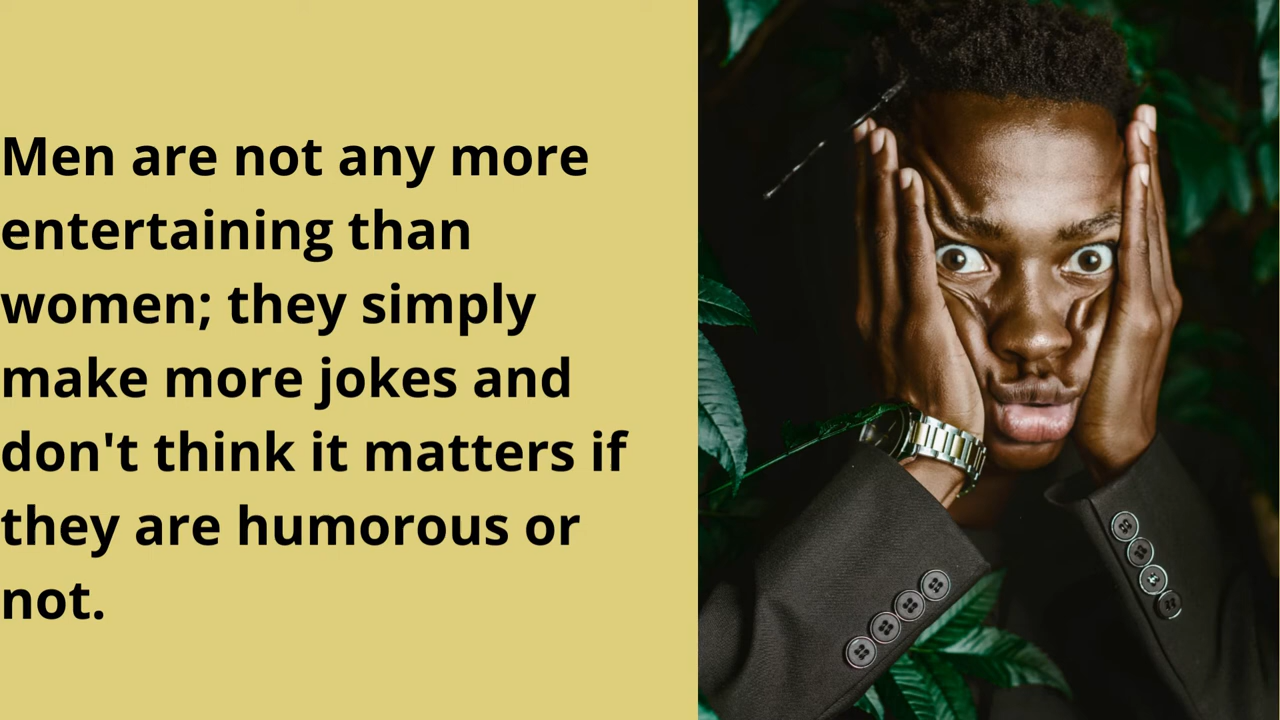 Men are not any more
entertaining than
women; they simply
make more jokes and
don't think it matters if
they are humorous or
not.